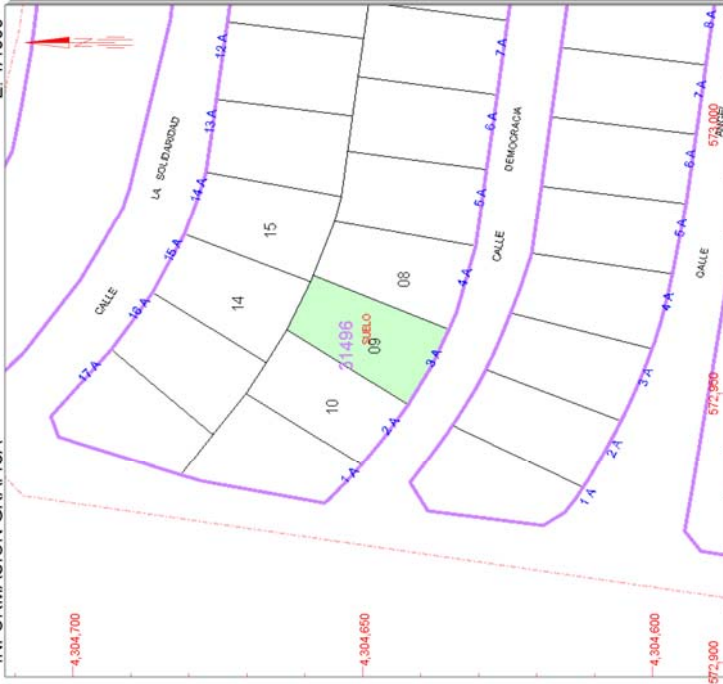 N
LA SOLIDARIDAD
12 A
13 A
14 A
15 A
16 A
17 A
CALLE
15
14
31496
SUELO
09
08
10
1 A
2 A
3 A
4 A
5 A
6 A
7 A
CALLE
DEMOCRACIA
1 A
2 A
3 A
4 A
5 A
6 A
7 A
8 A
CALLE
4,304,700
4,304,650
4,304,600
572,900
572,950
573,000